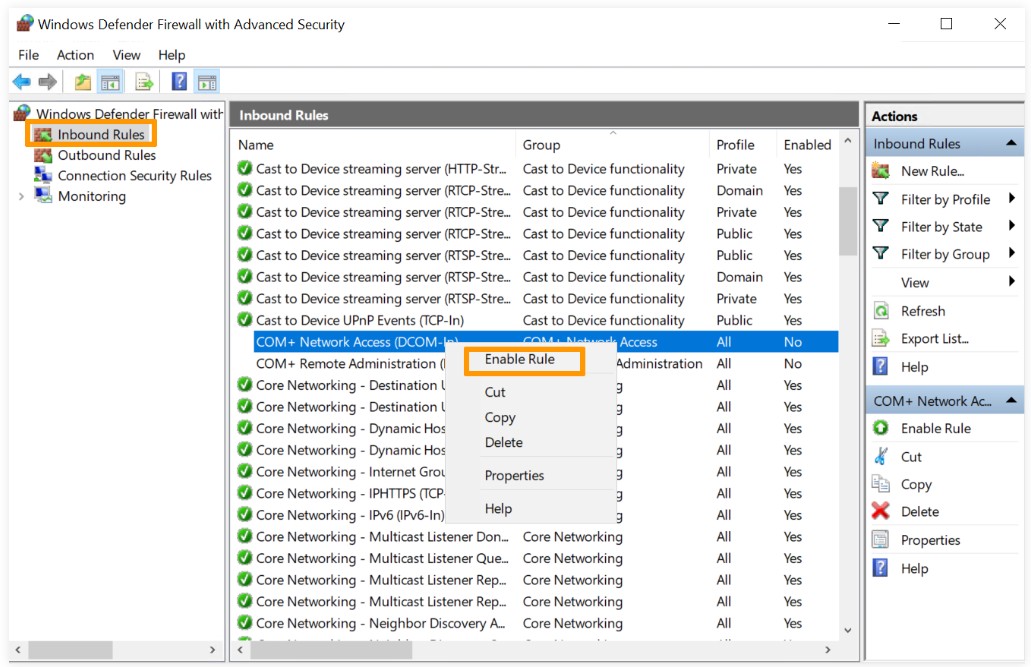 Windows Defender Firewall with Advanced Security
File Action View Help
Windows Defender Firewall with
Inbound Rules
Outbound Rules
Connection Security Rules
Monitoring
Inbound Rules
Name Group Profile Enabled
Cast to Device streaming server (HTTP-Str... Cast to Device functionality Private Yes
Cast to Device streaming server (RTCP-Stre... Cast to Device functionality Domain Yes
Cast to Device streaming server (RTCP-Stre... Cast to Device functionality Private Yes
Cast to Device streaming server (RTCP-Stre... Cast to Device functionality Public Yes
Cast to Device streaming server (RTSP-Stre... Cast to Device functionality Public Yes
Cast to Device streaming server (RTSP-Stre... Cast to Device functionality Domain Yes
Cast to Device streaming server (RTSP-Stre... Cast to Device functionality Private Yes
Cast to Device UPnP Events (TCP-In) Cast to Device functionality Public Yes
COM+ Network Access (DCOM-In) COM+ Network Access All No
COM+ Remote Administration ( Administration All No
Core Networking - Destination All Yes
Core Networking - Destination All Yes
Core Networking - Dynamic Hos All Yes
Core Networking - Dynamic Hos All Yes
Core Networking - Internet Grou All Yes
Core Networking - IPHTTPS (TCP- All Yes
Core Networking - IPv6 (IPv6-In) All Yes
Core Networking - Multicast Listener Don... Core Networking All Yes
Core Networking - Multicast Listener Que... Core Networking All Yes
Core Networking - Multicast Listener Rep... Core Networking All Yes
Core Networking - Multicast Listener Rep... Core Networking All Yes
Core Networking - Neighbor Discovery A... Core Networking All Yes
Enable Rule
Cut
Copy
Delete
Properties
Help
Actions
Inbound Rules
New Rule...
Filter by Profile
Filter by State
Filter by Group
View
Refresh
Export List...
Help
COM+ Network Ac...
Enable Rule
Cut
Copy
Delete
Properties
Help